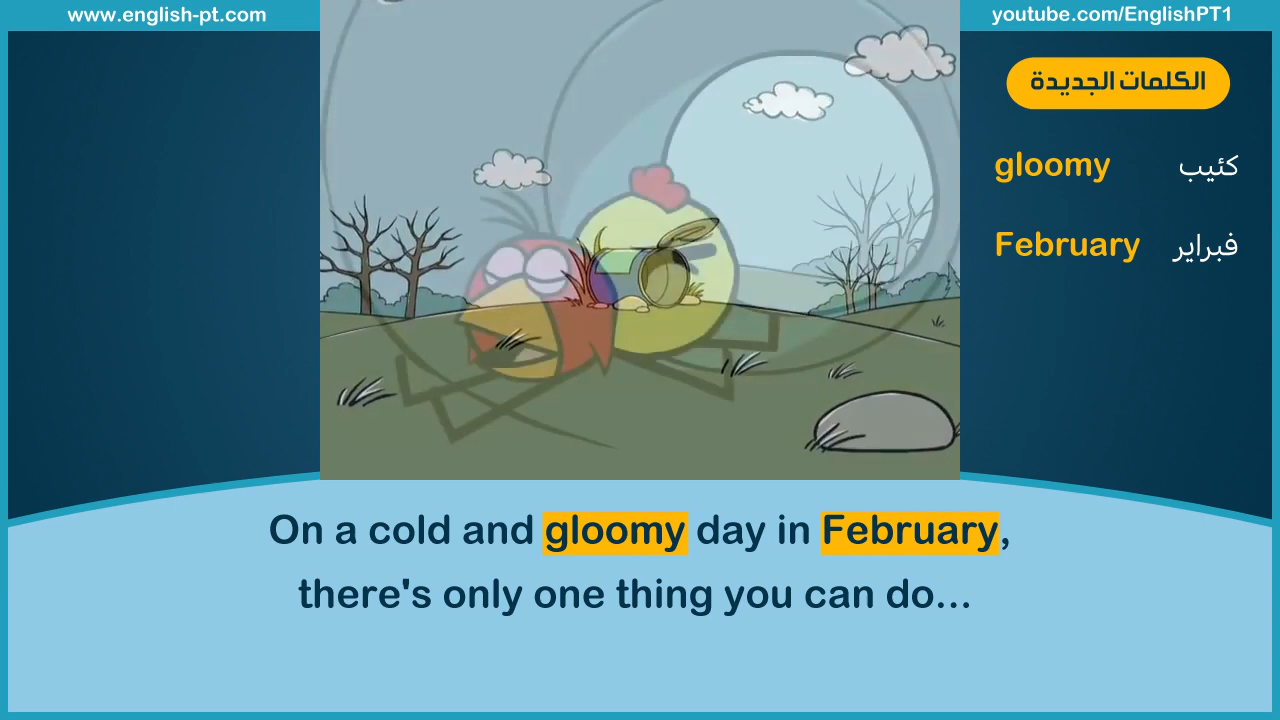 www.english-pt.com
youtube.com/EnglishPT1
الكلمات الجديدة
gloomy كئيب
February فبراير
On a cold and gloomy day in February,
there's only one thing you can do...